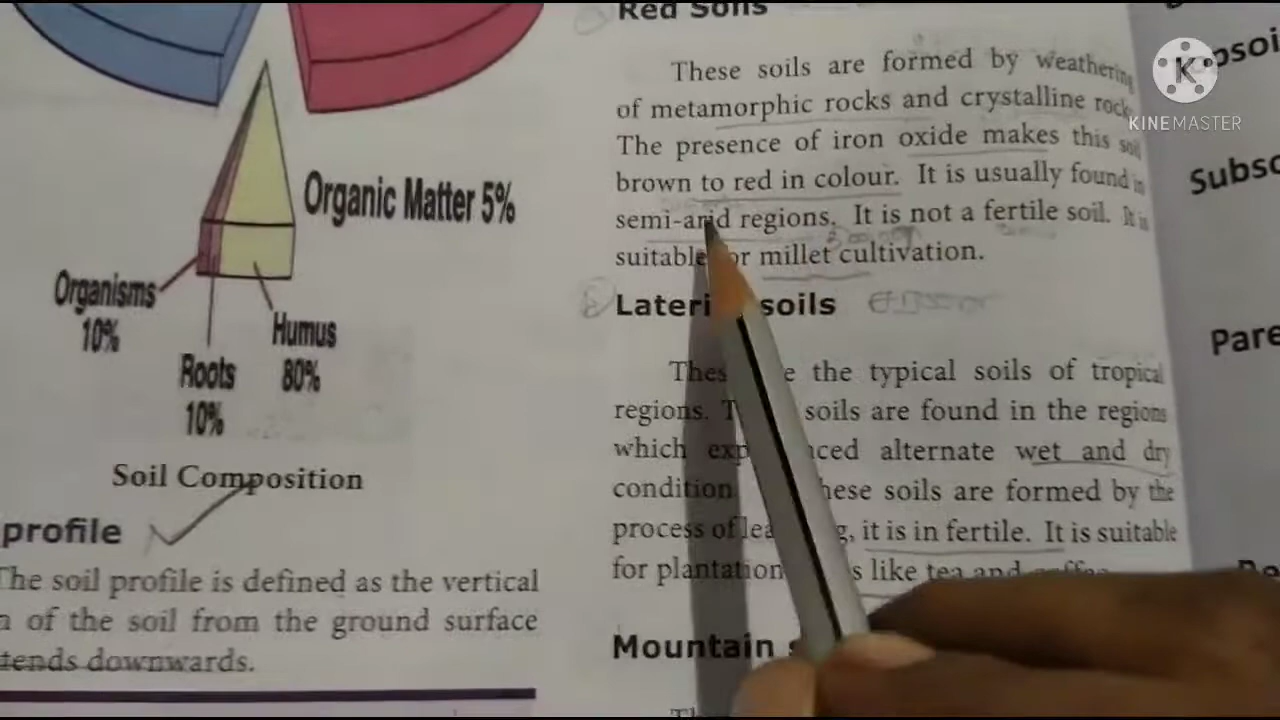 Organic Matter 5%
Organisms
10%
Roots
10%
Humus
80%
Soil Composition
profile
The soil profile is defined as the vertical
of the soil from the ground surface
tends downwards.
Red Soils
These soils are formed by weathering
of metamorphic rocks and crystalline
The presence of iron oxide makes this soil
brown to red in colour. It is usually found in
semi-arid regions. It is not a fertile soil. It is
suitable for millet cultivation.
soils
the typical soils of tropical
regions. soils are found in the regions
which alternate wet and dry
condition these soils are formed by the
process of it is in fertile. It is suitable
for plantation like tea and coffee
Mountain
K
KINEMASTER